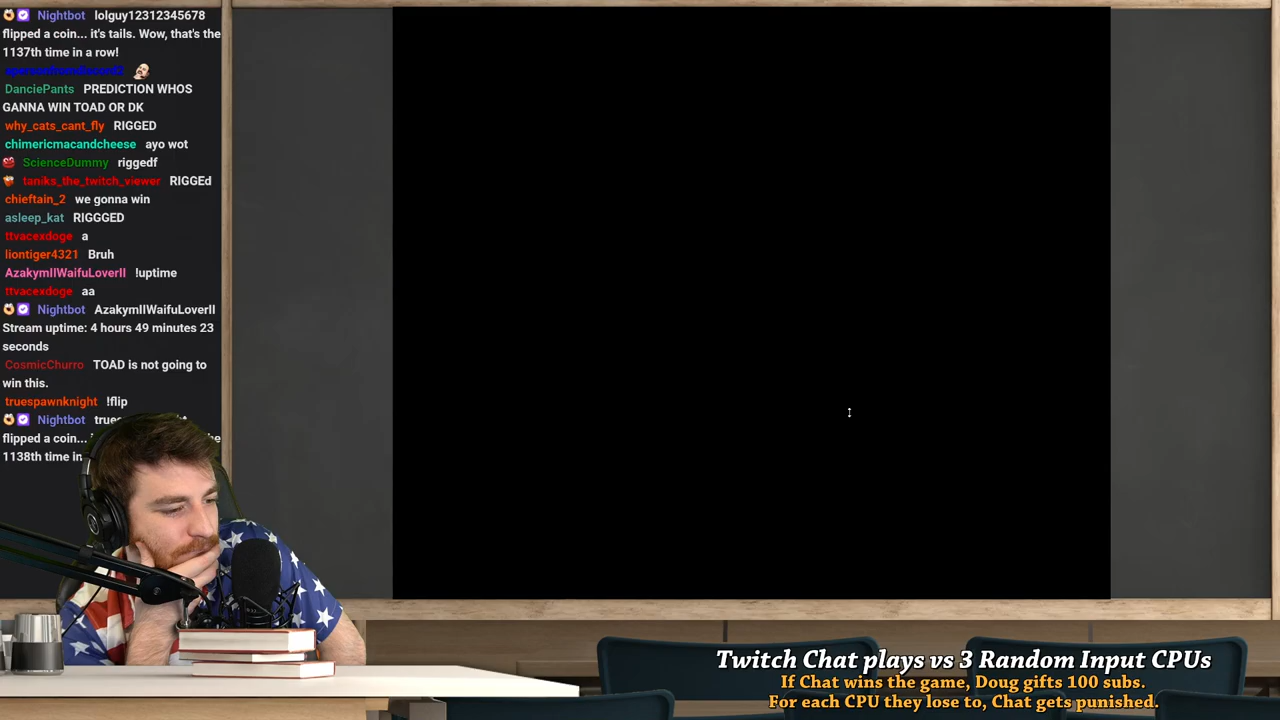 Nightbot lolguy12312345678
flipped a coin... it's tails. Wow, that's the
1137th time in a row!
DanciePants PREDICTION WHOS
GANNA WIN TOAD OR DK
why_cats_cant_fly RIGGED
chimericmacandcheese ayo wot
ScienceDummy riggedf
taniks_the_twitch_viewer RIGGEd
chieftain_2 we gonna win
asleep_kat RIGGGED
ttvacexdoge a
liontiger4321 Bruh
AzakymIIWaifuLoverII !uptime
ttvacexdoge aa
Nightbot AzakymIIWaifuLoverII
Stream uptime: 4 hours 49 minutes 23
seconds
CosmicChurro TOAD is not going to
win this.
truespawnknight !flip
Nightbot
flipped a coin...
1138th time in
Twitch Chat plays vs 3 Random Input CPUs
If Chat wins the game, Doug gifts 100 subs.
For each CPU they lose to, Chat gets punished.